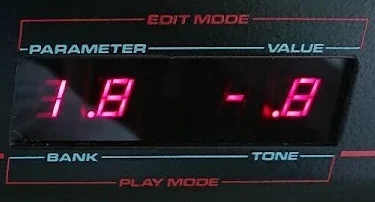 EDIT MODE
PARAMETER VALUE
1.8 -.8
BANK TONE
PLAY MODE